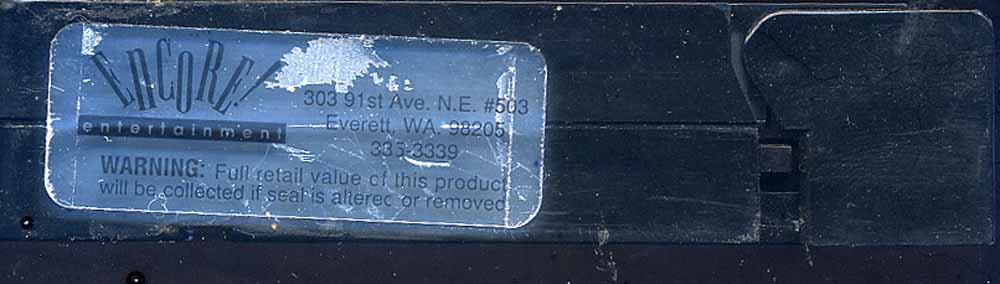 ENCORE!
entertainment
303 91st Ave. N.E. #503
Everett, WA. 98205
335-3339
WARNING: Full retail value of this product
will be collected if seal is altered or removed